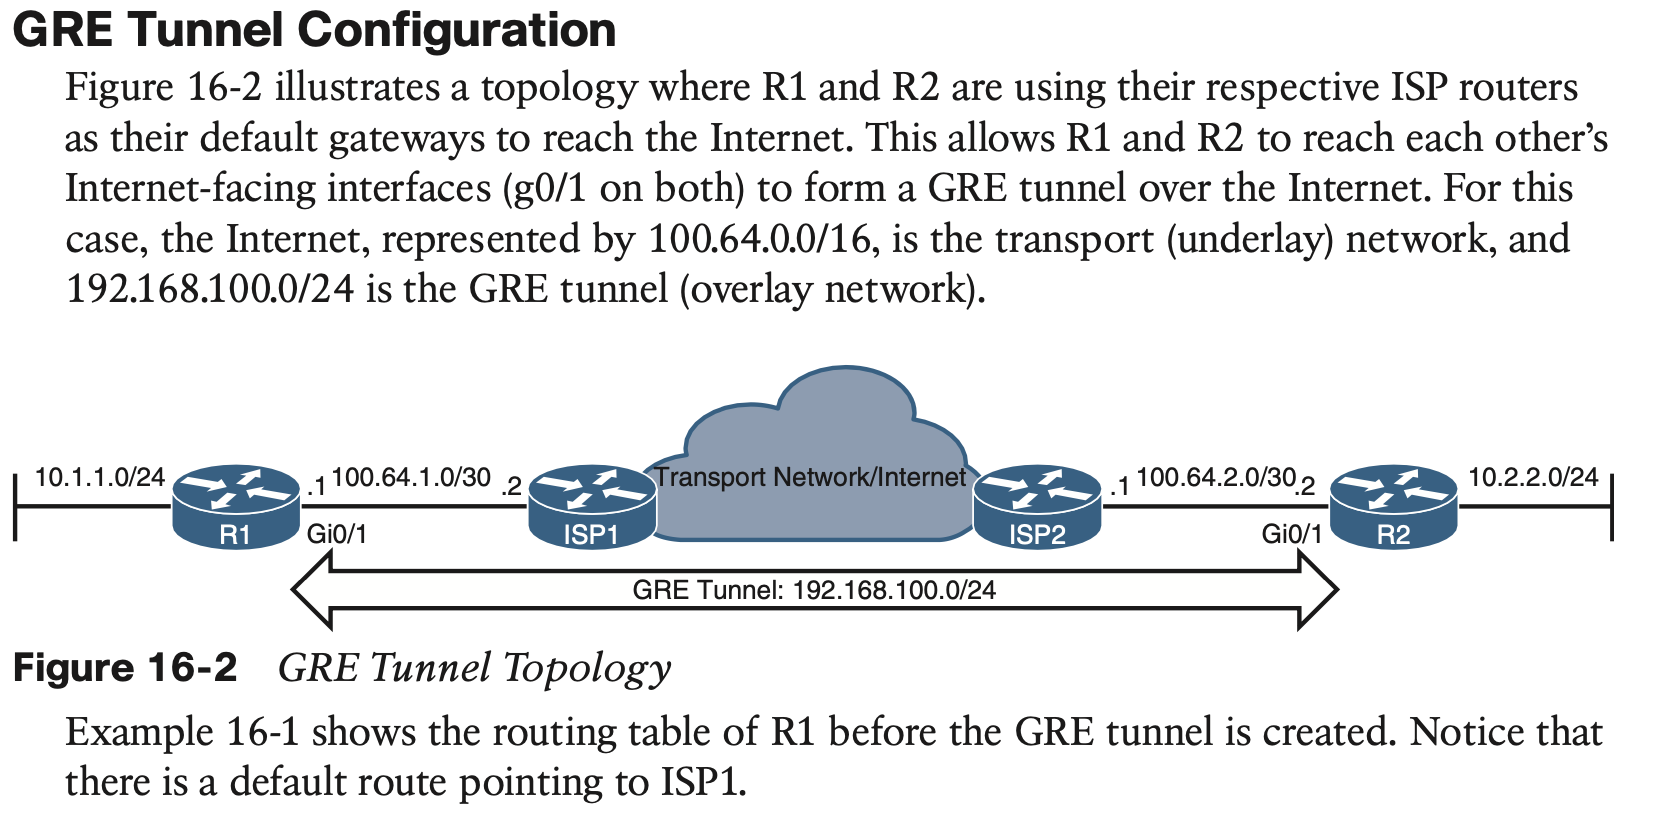 GRE Tunnel Configuration
Figure 16-2 illustrates a topology where R1 and R2 are using their respective ISP routers
as their default gateways to reach the Internet. This allows R1 and R2 to reach each other’s
Internet-facing interfaces (g0/1 on both) to form a GRE tunnel over the Internet. For this
case, the Internet, represented by 100.64.0.0/16, is the transport (underlay) network, and
192.168.100.0/24 is the GRE tunnel (overlay network).
10.1.1.0/24 .1 100.64.1.0/30 .2 Transport Network/Internet .1 100.64.2.0/30 .2 10.2.2.0/24
R1 Gi0/1 ISP1 ISP2 Gi0/1 R2
GRE Tunnel: 192.168.100.0/24
Figure 16-2 GRE Tunnel Topology
Example 16-1 shows the routing table of R1 before the GRE tunnel is created. Notice that
there is a default route pointing to ISP1.